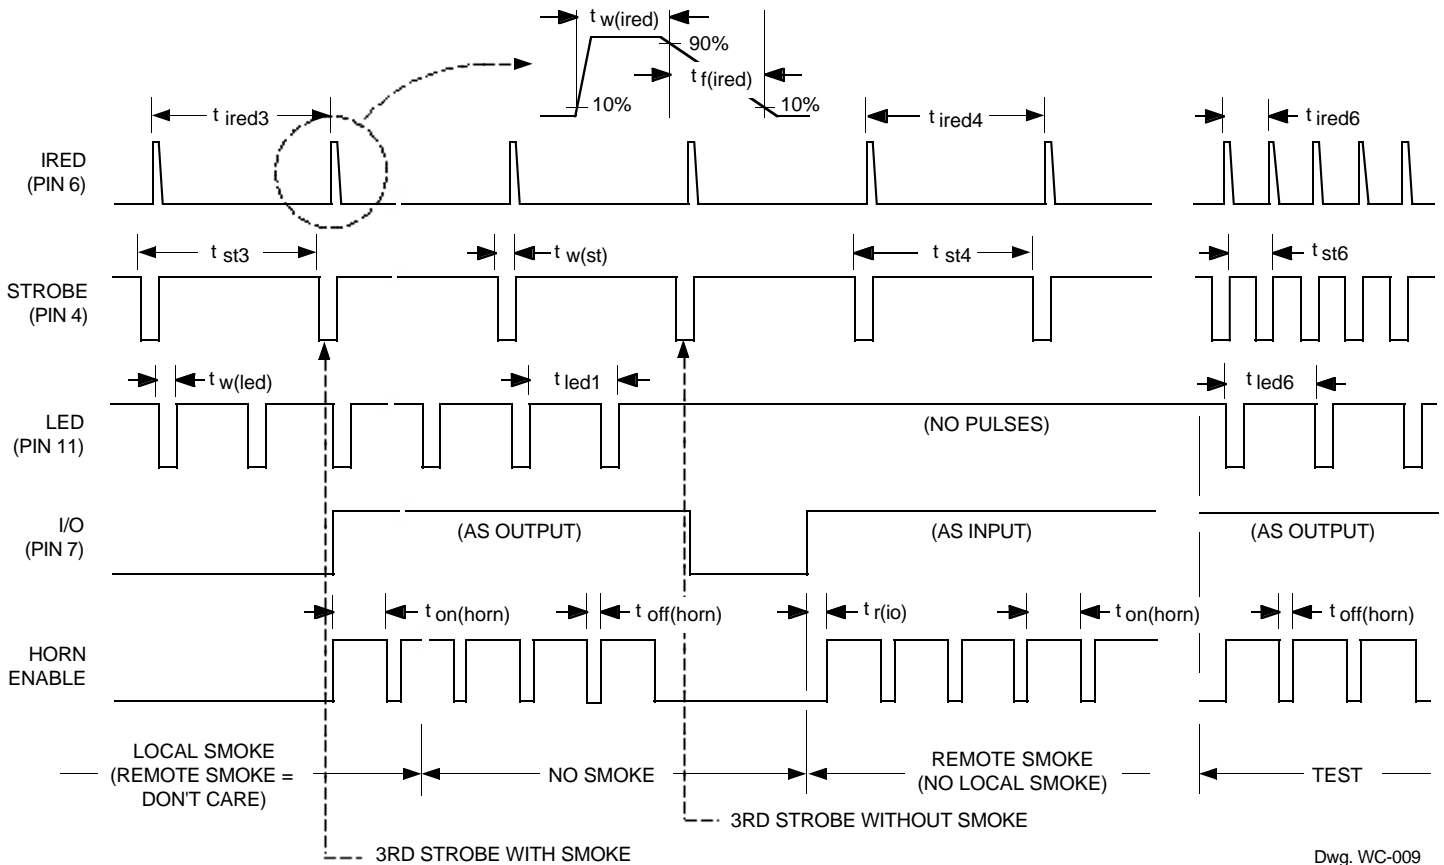 t w(ired)
90%
t f(ired)
10%
10%
t ired3
t ired4
t ired6
IRED
(PIN 6)
t st3
t w(st)
t st4
t st6
STROBE
(PIN 4)
t w(led)
t led1
t led6
LED
(PIN 11)
(NO PULSES)
I/O
(PIN 7)
(AS OUTPUT)
(AS INPUT)
(AS OUTPUT)
t on(horn)
t off(horn)
t r(io)
t on(horn)
t off(horn)
HORN
ENABLE
LOCAL SMOKE
(REMOTE SMOKE =
DON'T CARE)
NO SMOKE
REMOTE SMOKE
(NO LOCAL SMOKE)
TEST
3RD STROBE WITHOUT SMOKE
3RD STROBE WITH SMOKE
Dwg. WC-009